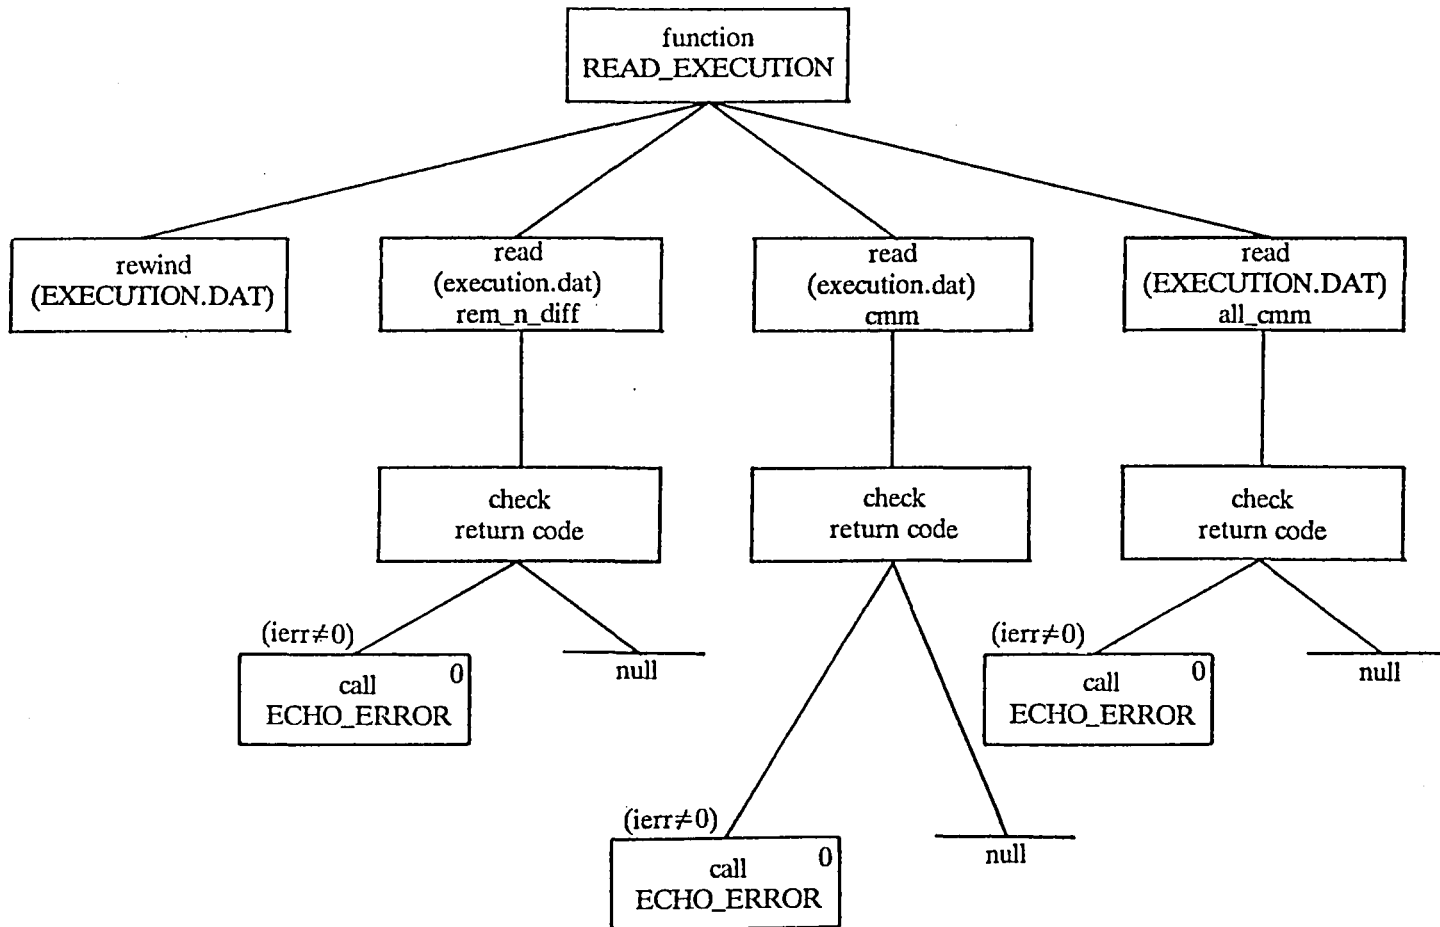 function
READ_EXECUTION
rewind
(EXECUTION.DAT)
read
(execution.dat)
rem_n_diff
read
(execution.dat)
cmm
read
(EXECUTION.DAT)
all_cmm
check
return code
check
return code
check
return code
(ierr≠0)
0
call
ECHO_ERROR
null
(ierr≠0)
0
call
ECHO_ERROR
null
(ierr≠0)
0
call
ECHO_ERROR
null